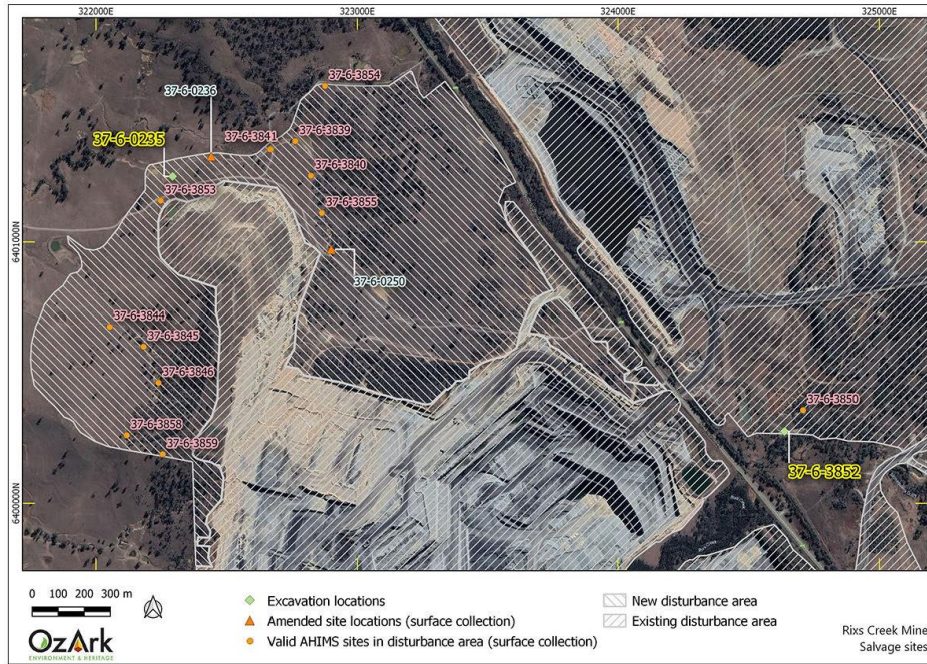 322000E 323000E 324000E 325000E
37-6-3854
37-6-0236
37-6-0235
37-6-3841
37-6-3839
37-6-3840
37-6-3853
37-6-3855
6401000N
37-6-0250
37-6-3844
37-6-3845
37-6-3846
37-6-3850
37-6-3858
37-6-3859
37-6-3852
6400000N
0 100 200 300 m
Excavation locations
Amended site locations (surface collection)
Valid AHIMS sites in disturbance area (surface collection)
New disturbance area
Existing disturbance area
OzArk
ENVIRONMENT & HERITAGE
Rixs Creek Mine
Salvage sites